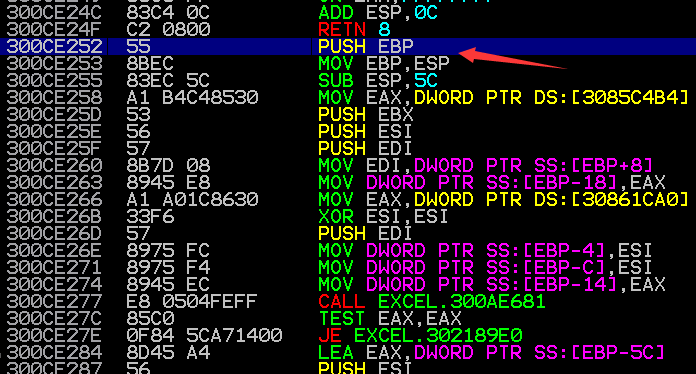 300CE24C 83C4 0C ADD ESP,0C
300CE24F C2 0800 RETN 8
300CE252 55 PUSH EBP
300CE253 8BEC MOV EBP,ESP
300CE255 83EC 5C SUB ESP,5C
300CE258 A1 B4C48530 MOV EAX,DWORD PTR DS:[3085C4B4]
300CE25D 53 PUSH EBX
300CE25E 56 PUSH ESI
300CE25F 57 PUSH EDI
300CE260 8B7D 08 MOV EDI,DWORD PTR SS:[EBP+8]
300CE263 8945 E8 MOV DWORD PTR SS:[EBP-18],EAX
300CE266 A1 A01C8630 MOV EAX,DWORD PTR DS:[30861CA0]
300CE26B 33F6 XOR ESI,ESI
300CE26D 57 PUSH EDI
300CE26E 8975 FC MOV DWORD PTR SS:[EBP-4],ESI
300CE271 8975 F4 MOV DWORD PTR SS:[EBP-C],ESI
300CE274 8945 EC MOV DWORD PTR SS:[EBP-14],EAX
300CE277 E8 0504FEFF CALL EXCEL.300AE681
300CE27C 85C0 TEST EAX,EAX
300CE27E 0F84 5CA71400 JE EXCEL.302189E0
300CE284 8D45 A4 LEA EAX,DWORD PTR SS:[EBP-5C]
300CE287 56 PUSH ESI